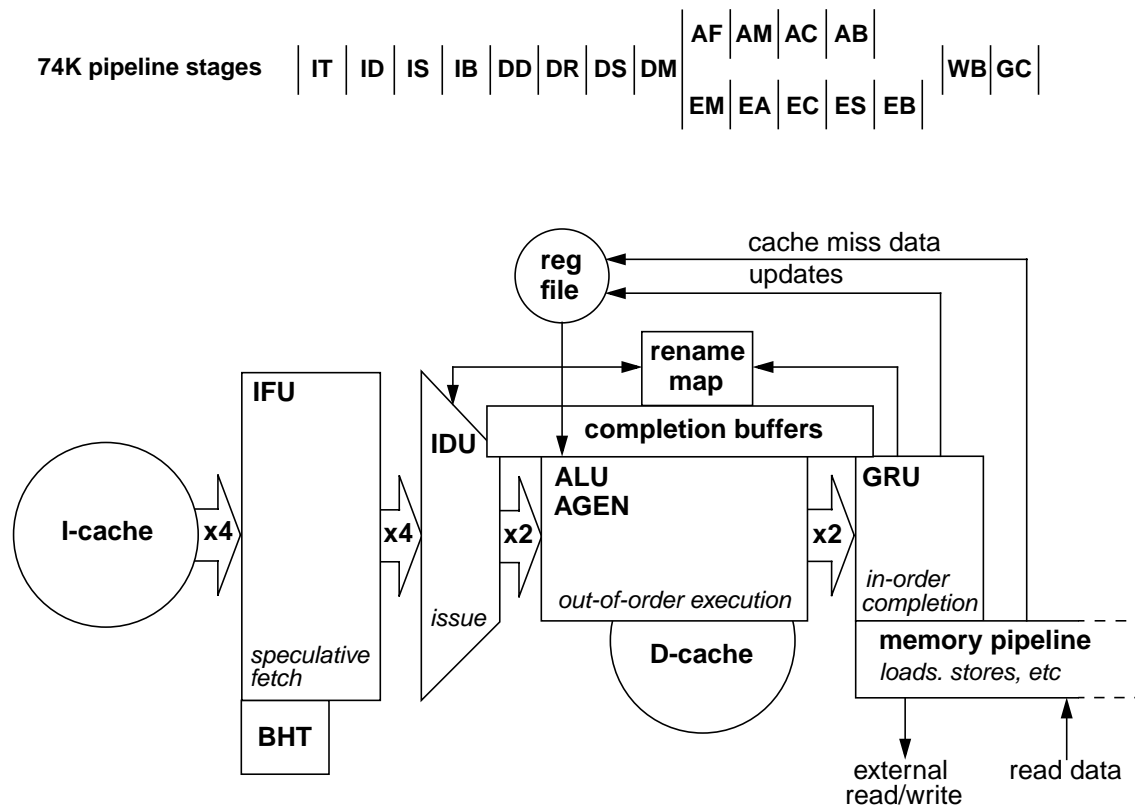 AF AM AC AB
74K pipeline stages IT ID IS IB DD DR DS DM WB GC
EM EA EC ES EB
cache miss data
reg
file
updates
rename
map
IFU
IDU
completion buffers
ALU
AGEN
GRU
I-cache
x4
x4
x2
x2
issue
out-of-order execution
in-order
completion
speculative
fetch
D-cache
memory pipeline
loads. stores, etc
BHT
external
read/write
read data